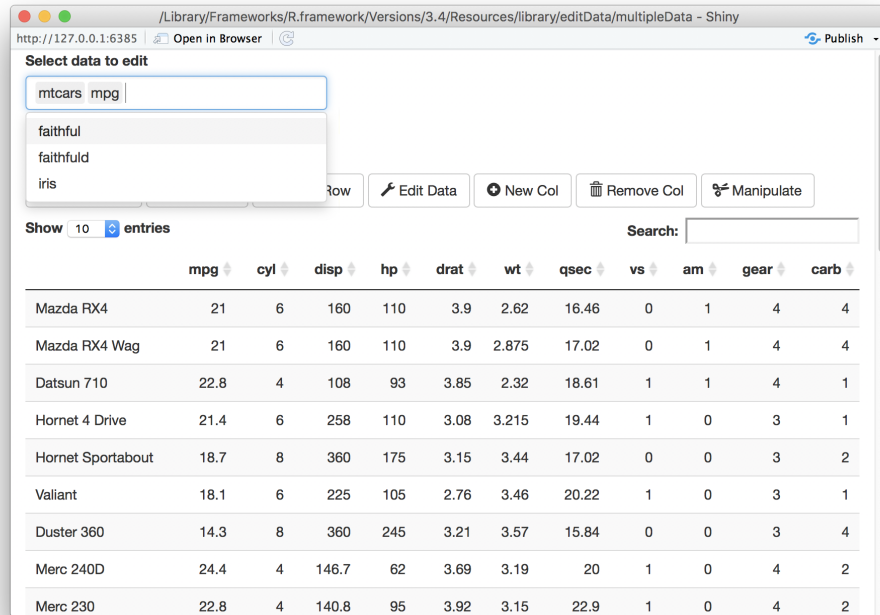 /Library/Frameworks/R.framework/Versions/3.4/Resources/library/editData/multipleData - Shiny
http://127.0.0.1:6385 Open in Browser Publish
Select data to edit
mtcars mpg
faithful
faithfuld
iris
Row Edit Data New Col Remove Col Manipulate
Show 10 entries Search:
mpg cyl disp hp drat wt qsec vs am gear carb
Mazda RX4 21 6 160 110 3.9 2.62 16.46 0 1 4 4
Mazda RX4 Wag 21 6 160 110 3.9 2.875 17.02 0 1 4 4
Datsun 710 22.8 4 108 93 3.85 2.32 18.61 1 1 4 1
Hornet 4 Drive 21.4 6 258 110 3.08 3.215 19.44 1 0 3 1
Hornet Sportabout 18.7 8 360 175 3.15 3.44 17.02 0 0 3 2
Valiant 18.1 6 225 105 2.76 3.46 20.22 1 0 3 1
Duster 360 14.3 8 360 245 3.21 3.57 15.84 0 0 3 4
Merc 240D 24.4 4 146.7 62 3.69 3.19 20 1 0 4 2
Merc 230 22.8 4 140.8 95 3.92 3.15 22.9 1 0 4 2